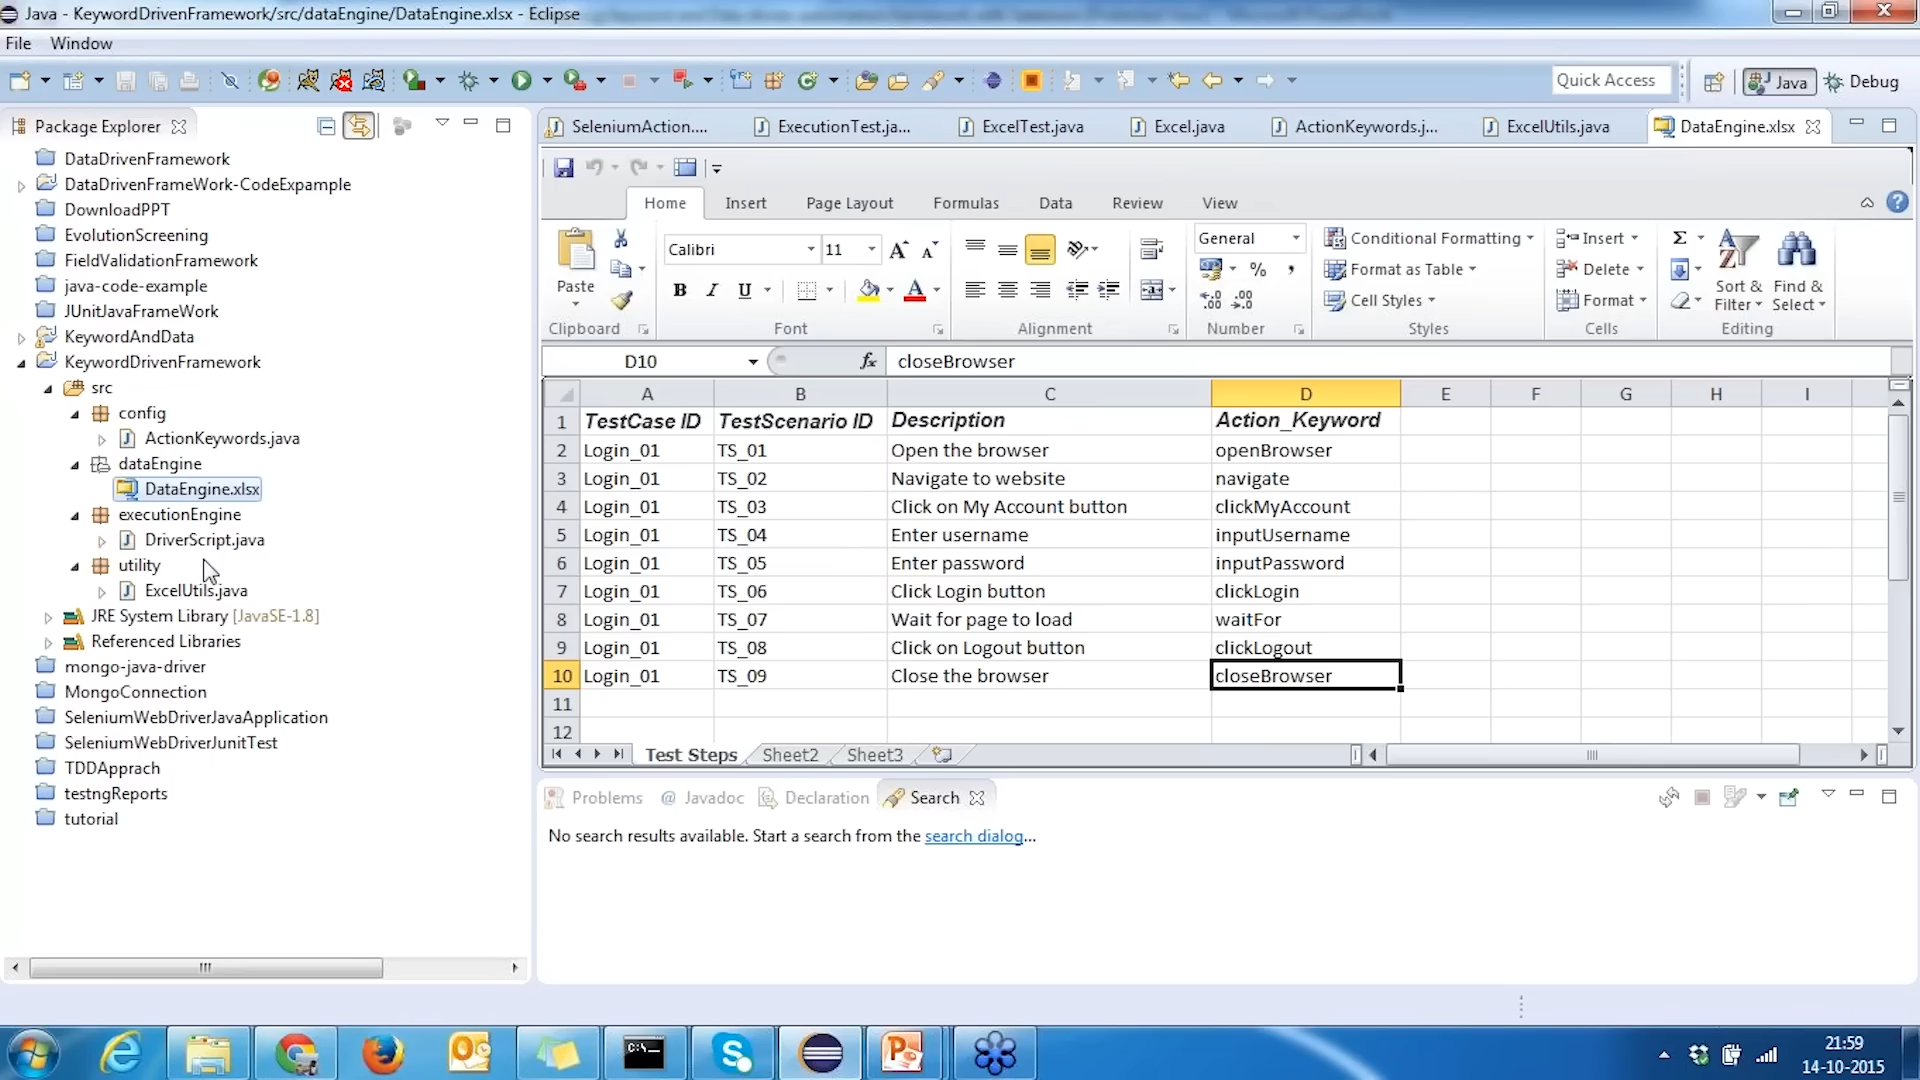 Java - KeywordDrivenFramework/src/dataEngine/DataEngine.xlsx - Eclipse
File Window
Quick Access
Java
Debug
Package Explorer
DataDrivenFramework
DataDrivenFrameWork-CodeExpample
DownloadPPT
EvolutionScreening
FieldValidationFramework
java-code-example
JUnitJavaFrameWork
KeywordAndData
KeywordDrivenFramework
src
config
ActionKeywords.java
dataEngine
DataEngine.xlsx
executionEngine
DriverScript.java
utility
ExcelUtils.java
JRE System Library [JavaSE-1.8]
Referenced Libraries
mongo-java-driver
MongoConnection
SeleniumWebDriverJavaApplication
SeleniumWebDriverJunitTest
TDDApprach
testngReports
tutorial
SeleniumAction.... ExecutionTest.ja... ExcelTest.java Excel.java ActionKeywords.j... ExcelUtils.java DataEngine.xlsx
Home Insert Page Layout Formulas Data Review View
Paste
Clipboard
Calibri 11
B I U
Font
Alignment
General
% ,
Number
Conditional Formatting
Format as Table
Cell Styles
Styles
Insert
Delete
Format
Cells
Σ
Sort & Filter
Find & Select
Editing
D10 fx closeBrowser
A B C D E F G H I
1 TestCase ID TestScenario ID Description Action_Keyword
2 Login_01 TS_01 Open the browser openBrowser
3 Login_01 TS_02 Navigate to website navigate
4 Login_01 TS_03 Click on My Account button clickMyAccount
5 Login_01 TS_04 Enter username inputUsername
6 Login_01 TS_05 Enter password inputPassword
7 Login_01 TS_06 Click Login button clickLogin
8 Login_01 TS_07 Wait for page to load waitFor
9 Login_01 TS_08 Click on Logout button clickLogout
10 Login_01 TS_09 Close the browser closeBrowser
11
12
Test Steps Sheet2 Sheet3
Problems @ Javadoc Declaration Search
No search results available. Start a search from the search dialog...
21:59
14-10-2015